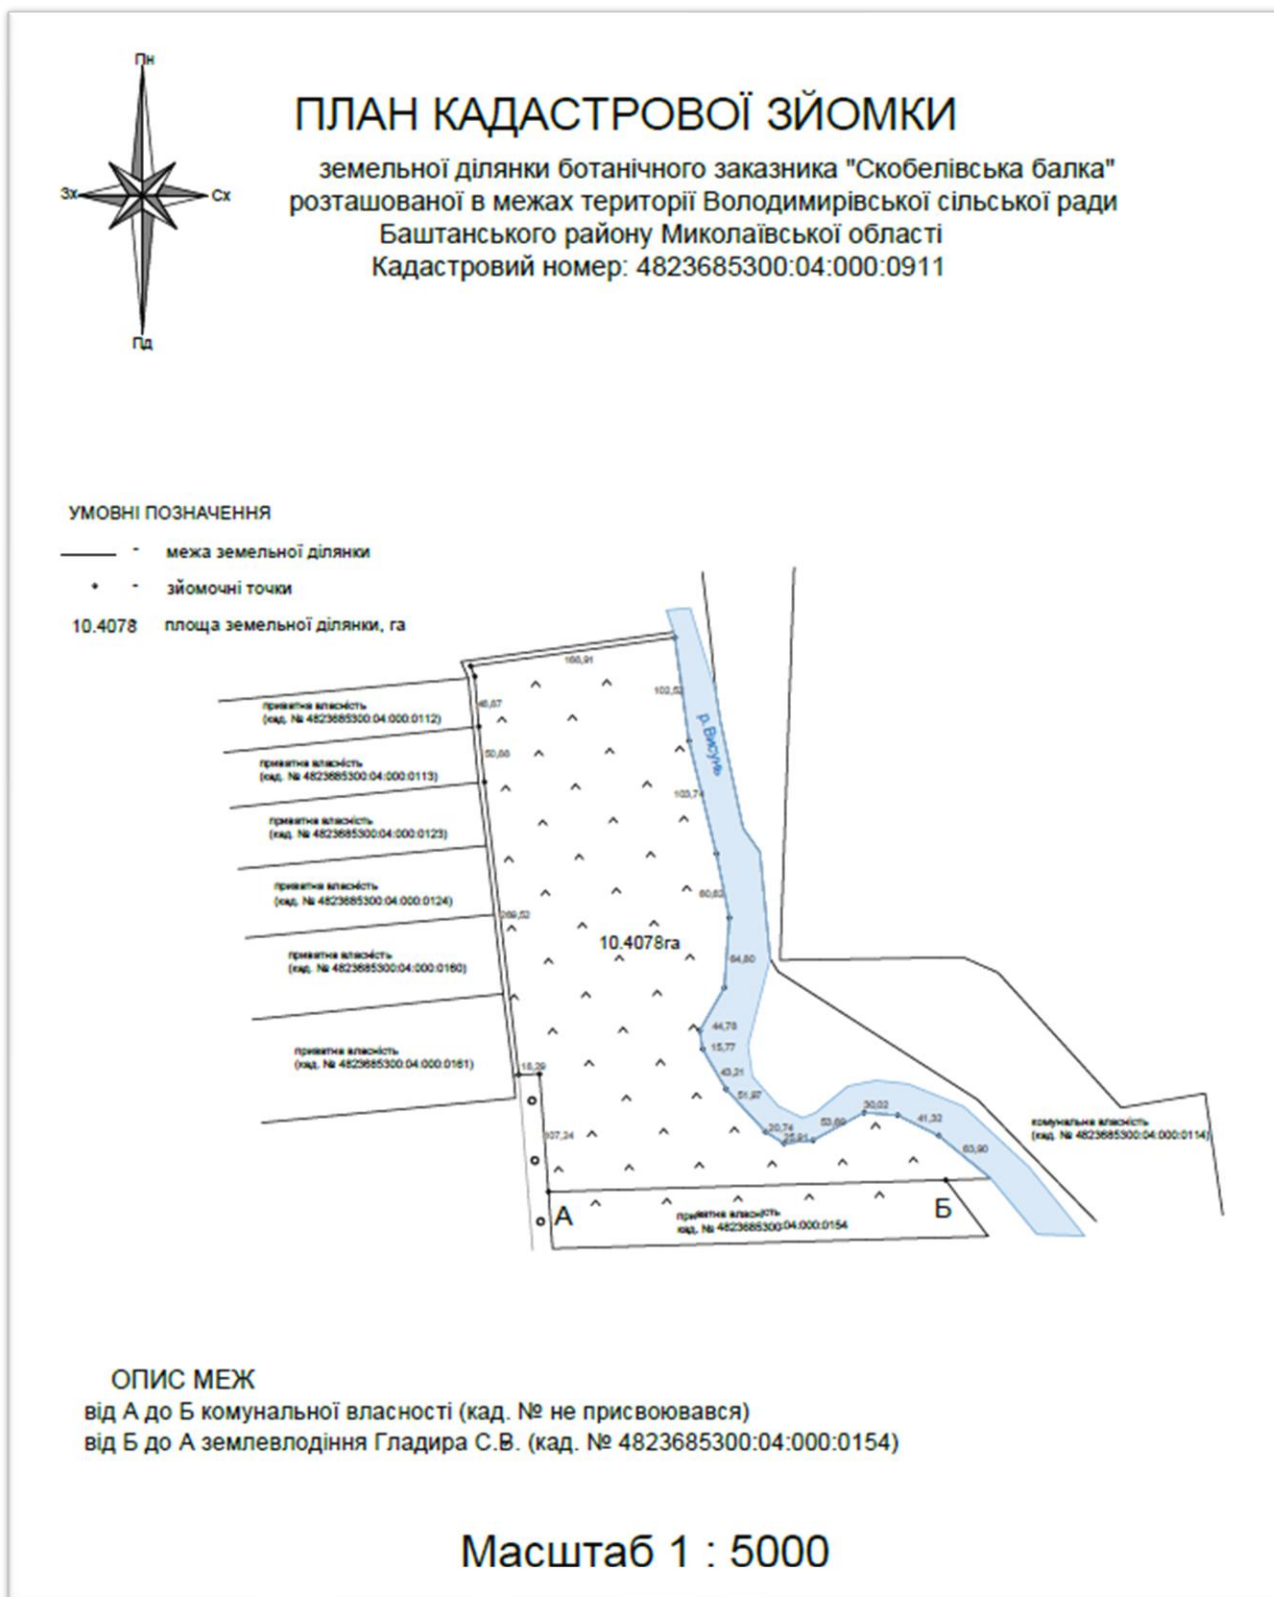 Пн
Зх
Сх
Пд
ПЛАН КАДАСТРОВОЇ ЗЙОМКИ
земельної ділянки ботанічного заказника "Скобелівська балка"
розташованої в межах території Володимирівської сільської ради
Баштанського району Миколаївської області
Кадастровий номер: 4823685300:04:000:0911
УМОВНІ ПОЗНАЧЕННЯ
- межа земельної ділянки
- зйомочні точки
10.4078 площа земельної ділянки, га
102,52
р.Висунь
приватна власність
(кад. № 4823685300:04:000:0112)
50,88
приватна власність
(кад. № 4823685300:04:000:0113)
103,74
приватна власність
(кад. № 4823685300:04:000:0123)
приватна власність
(кад. № 4823685300:04:000:0124)
269,52
10.4078га
64,80
приватна власність
(кад. № 4823685300:04:000:0160)
44,78
15,77
приватна власність
(кад. № 4823685300:04:000:0161)
43,21
51,97
30,02
41,32
20,74
25,91
107,24
63,90
комунальна власність
(кад. № 4823685300:04:000:0114)
А
Б
приватна власність
кад. № 4823685300:04:000:0154
ОПИС МЕЖ
від А до Б комунальної власності (кад. № не присвоювався)
від Б до А землевлодіння Гладира С.В. (кад. № 4823685300:04:000:0154)
Масштаб 1 : 5000